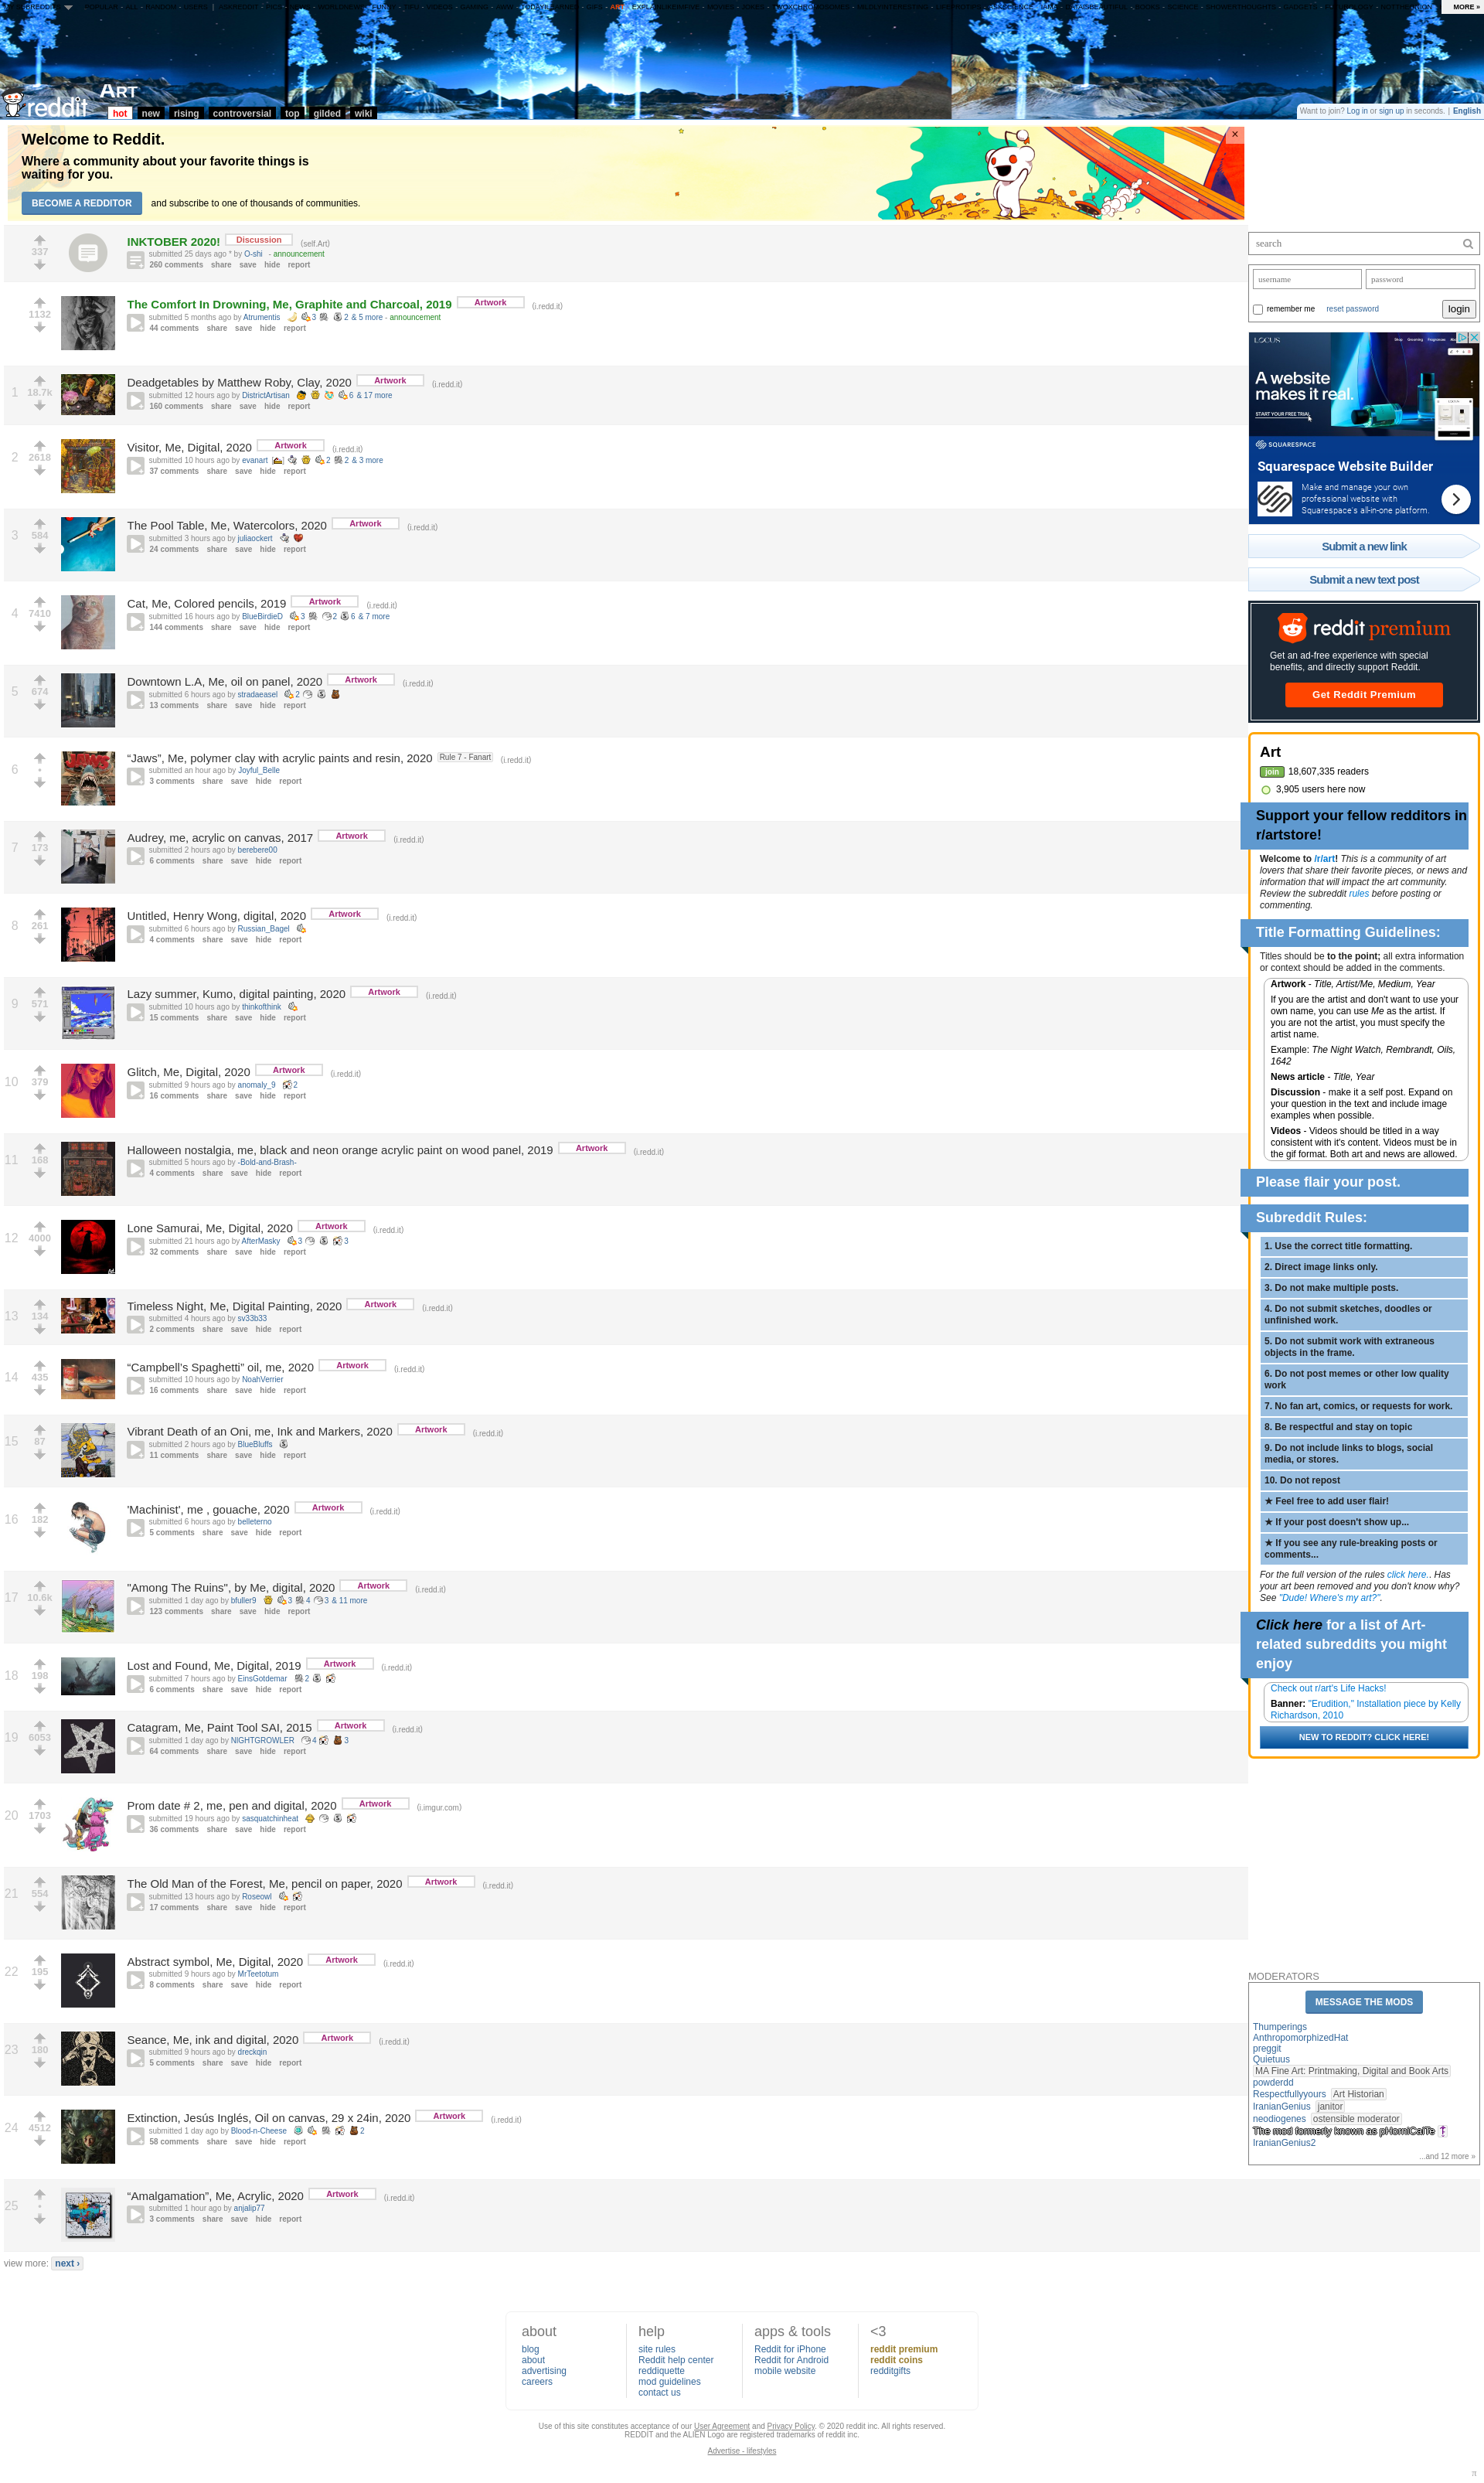 MORE »
reddit
ART
hot new rising controversial top gilded wiki
Want to join? Log in or sign up in seconds. | English
Welcome to Reddit.
Where a community about your favorite things is
waiting for you.
BECOME A REDDITOR and subscribe to one of thousands of communities.
337
INKTOBER 2020! Discussion (self.Art)
submitted 25 days ago * by O-shi - announcement
260 comments share save hide report
1132
The Comfort In Drowning, Me, Graphite and Charcoal, 2019 Artwork (i.redd.it)
submitted 5 months ago by Atrumentis 3 2 & 5 more - announcement
44 comments share save hide report
1 18.7k
Deadgetables by Matthew Roby, Clay, 2020 Artwork (i.redd.it)
submitted 12 hours ago by DistrictArtisan 6 & 17 more
160 comments share save hide report
2 2618
Visitor, Me, Digital, 2020 Artwork (i.redd.it)
submitted 10 hours ago by evanart 2 2 & 3 more
37 comments share save hide report
3 584
The Pool Table, Me, Watercolors, 2020 Artwork (i.redd.it)
submitted 3 hours ago by juliaockert
24 comments share save hide report
4 7410
Cat, Me, Colored pencils, 2019 Artwork (i.redd.it)
submitted 16 hours ago by BlueBirdieD 3 2 6 & 7 more
144 comments share save hide report
5 674
Downtown L.A, Me, oil on panel, 2020 Artwork (i.redd.it)
submitted 6 hours ago by stradaeasel 2
13 comments share save hide report
6 •
JAWS
“Jaws”, Me, polymer clay with acrylic paints and resin, 2020 Rule 7 - Fanart (i.redd.it)
submitted an hour ago by Joyful_Belle
3 comments share save hide report
7 173
Audrey, me, acrylic on canvas, 2017 Artwork (i.redd.it)
submitted 2 hours ago by berebere00
6 comments share save hide report
8 261
Untitled, Henry Wong, digital, 2020 Artwork (i.redd.it)
submitted 6 hours ago by Russian_Bagel
4 comments share save hide report
9 571
Lazy summer, Kumo, digital painting, 2020 Artwork (i.redd.it)
submitted 10 hours ago by thinkofthink
15 comments share save hide report
10 379
Glitch, Me, Digital, 2020 Artwork (i.redd.it)
submitted 9 hours ago by anomaly_9 2
16 comments share save hide report
11 168
Halloween nostalgia, me, black and neon orange acrylic paint on wood panel, 2019 Artwork (i.redd.it)
submitted 5 hours ago by -Bold-and-Brash-
4 comments share save hide report
12 4000
Lone Samurai, Me, Digital, 2020 Artwork (i.redd.it)
submitted 21 hours ago by AfterMasky 3 3
32 comments share save hide report
13 134
Timeless Night, Me, Digital Painting, 2020 Artwork (i.redd.it)
submitted 4 hours ago by sv33b33
2 comments share save hide report
14 435
“Campbell’s Spaghetti” oil, me, 2020 Artwork (i.redd.it)
submitted 10 hours ago by NoahVerrier
16 comments share save hide report
15 87
Vibrant Death of an Oni, me, Ink and Markers, 2020 Artwork (i.redd.it)
submitted 2 hours ago by BlueBluffs
11 comments share save hide report
16 182
'Machinist', me , gouache, 2020 Artwork (i.redd.it)
submitted 6 hours ago by belleterno
5 comments share save hide report
17 10.6k
"Among The Ruins", by Me, digital, 2020 Artwork (i.redd.it)
submitted 1 day ago by bfuller9 3 4 3 & 11 more
123 comments share save hide report
18 198
Lost and Found, Me, Digital, 2019 Artwork (i.redd.it)
submitted 7 hours ago by EinsGotdemar 2
6 comments share save hide report
19 6053
Catagram, Me, Paint Tool SAI, 2015 Artwork (i.redd.it)
submitted 1 day ago by NIGHTGROWLER 4 3
64 comments share save hide report
20 1703
Prom date # 2, me, pen and digital, 2020 Artwork (i.imgur.com)
submitted 19 hours ago by sasquatchinheat
36 comments share save hide report
21 554
The Old Man of the Forest, Me, pencil on paper, 2020 Artwork (i.redd.it)
submitted 13 hours ago by Roseowl
17 comments share save hide report
22 195
Abstract symbol, Me, Digital, 2020 Artwork (i.redd.it)
submitted 9 hours ago by MrTeetotum
8 comments share save hide report
23 180
Seance, Me, ink and digital, 2020 Artwork (i.redd.it)
submitted 9 hours ago by dreckqin
5 comments share save hide report
24 4512
Extinction, Jesús Inglés, Oil on canvas, 29 x 24in, 2020 Artwork (i.redd.it)
submitted 1 day ago by Blood-n-Cheese 2
58 comments share save hide report
25 •
“Amalgamation”, Me, Acrylic, 2020 Artwork (i.redd.it)
submitted 1 hour ago by anjalip77
3 comments share save hide report
view more: next ›
search
username password
remember me reset password login
LOCUS
A website
makes it real.
START YOUR FREE TRIAL
SQUARESPACE
Squarespace Website Builder
Make and manage your own
professional website with
Squarespace's all-in-one platform.
Submit a new link
Submit a new text post
reddit premium
Get an ad-free experience with special
benefits, and directly support Reddit.
Get Reddit Premium
Art
join 18,607,335 readers
3,905 users here now
Support your fellow redditors in
r/artstore!
Welcome to /r/art! This is a community of art
lovers that share their favorite pieces, or news and
information that will impact the art community.
Review the subreddit rules before posting or
commenting.
Title Formatting Guidelines:
Titles should be to the point; all extra information
or context should be added in the comments.
Artwork - Title, Artist/Me, Medium, Year
If you are the artist and don't want to use your
own name, you can use Me as the artist. If
you are not the artist, you must specify the
artist name.
Example: The Night Watch, Rembrandt, Oils,
1642
News article - Title, Year
Discussion - make it a self post. Expand on
your question in the text and include image
examples when possible.
Videos - Videos should be titled in a way
consistent with it's content. Videos must be in
the gif format. Both art and news are allowed.
Please flair your post.
Subreddit Rules:
1. Use the correct title formatting.
2. Direct image links only.
3. Do not make multiple posts.
4. Do not submit sketches, doodles or
unfinished work.
5. Do not submit work with extraneous
objects in the frame.
6. Do not post memes or other low quality
work
7. No fan art, comics, or requests for work.
8. Be respectful and stay on topic
9. Do not include links to blogs, social
media, or stores.
10. Do not repost
★ Feel free to add user flair!
★ If your post doesn't show up...
★ If you see any rule-breaking posts or
comments...
For the full version of the rules click here.. Has
your art been removed and you don't know why?
See "Dude! Where's my art?".
Click here for a list of Art-
related subreddits you might
enjoy
Check out r/art's Life Hacks!
Banner: "Erudition," Installation piece by Kelly
Richardson, 2010
NEW TO REDDIT? CLICK HERE!
MODERATORS
MESSAGE THE MODS
Thumperings
AnthropomorphizedHat
preggit
Quietuus
MA Fine Art: Printmaking, Digital and Book Arts
powderdd
Respectfullyyours Art Historian
IranianGenius janitor
neodiogenes ostensible moderator
The mod formerly known as pHorniCaiTe
IranianGenius2
...and 12 more »
about
blog
about
advertising
careers
help
site rules
Reddit help center
reddiquette
mod guidelines
contact us
apps & tools
Reddit for iPhone
Reddit for Android
mobile website
<3
reddit premium
reddit coins
redditgifts
Use of this site constitutes acceptance of our User Agreement and Privacy Policy. © 2020 reddit inc. All rights reserved.
REDDIT and the ALIEN Logo are registered trademarks of reddit inc.
Advertise - lifestyles
π